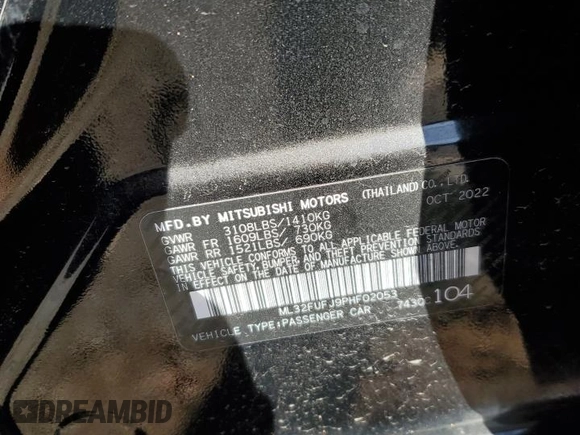 MFD.BY MITSUBISHI MOTORS (THAILAND)CO.,LTD.
OCT 2022
GVWR 3108LBS/1410KG
GAWR FR 1609LBS/ 730KG
GAWR RR 1521LBS/ 690KG
THIS VEHICLE CONFORMS TO ALL APPLICABLE FEDERAL MOTOR
VEHICLE SAFETY, BUMPER AND THEFT PREVENTION STANDARDS
IN EFFECT ON THE DATE OF MANUFACTURE SHOWN ABOVE.
ML32FUFJ9PHF02053
VEHICLE TYPE:PASSENGER CAR 7430C 104
DREAMBID